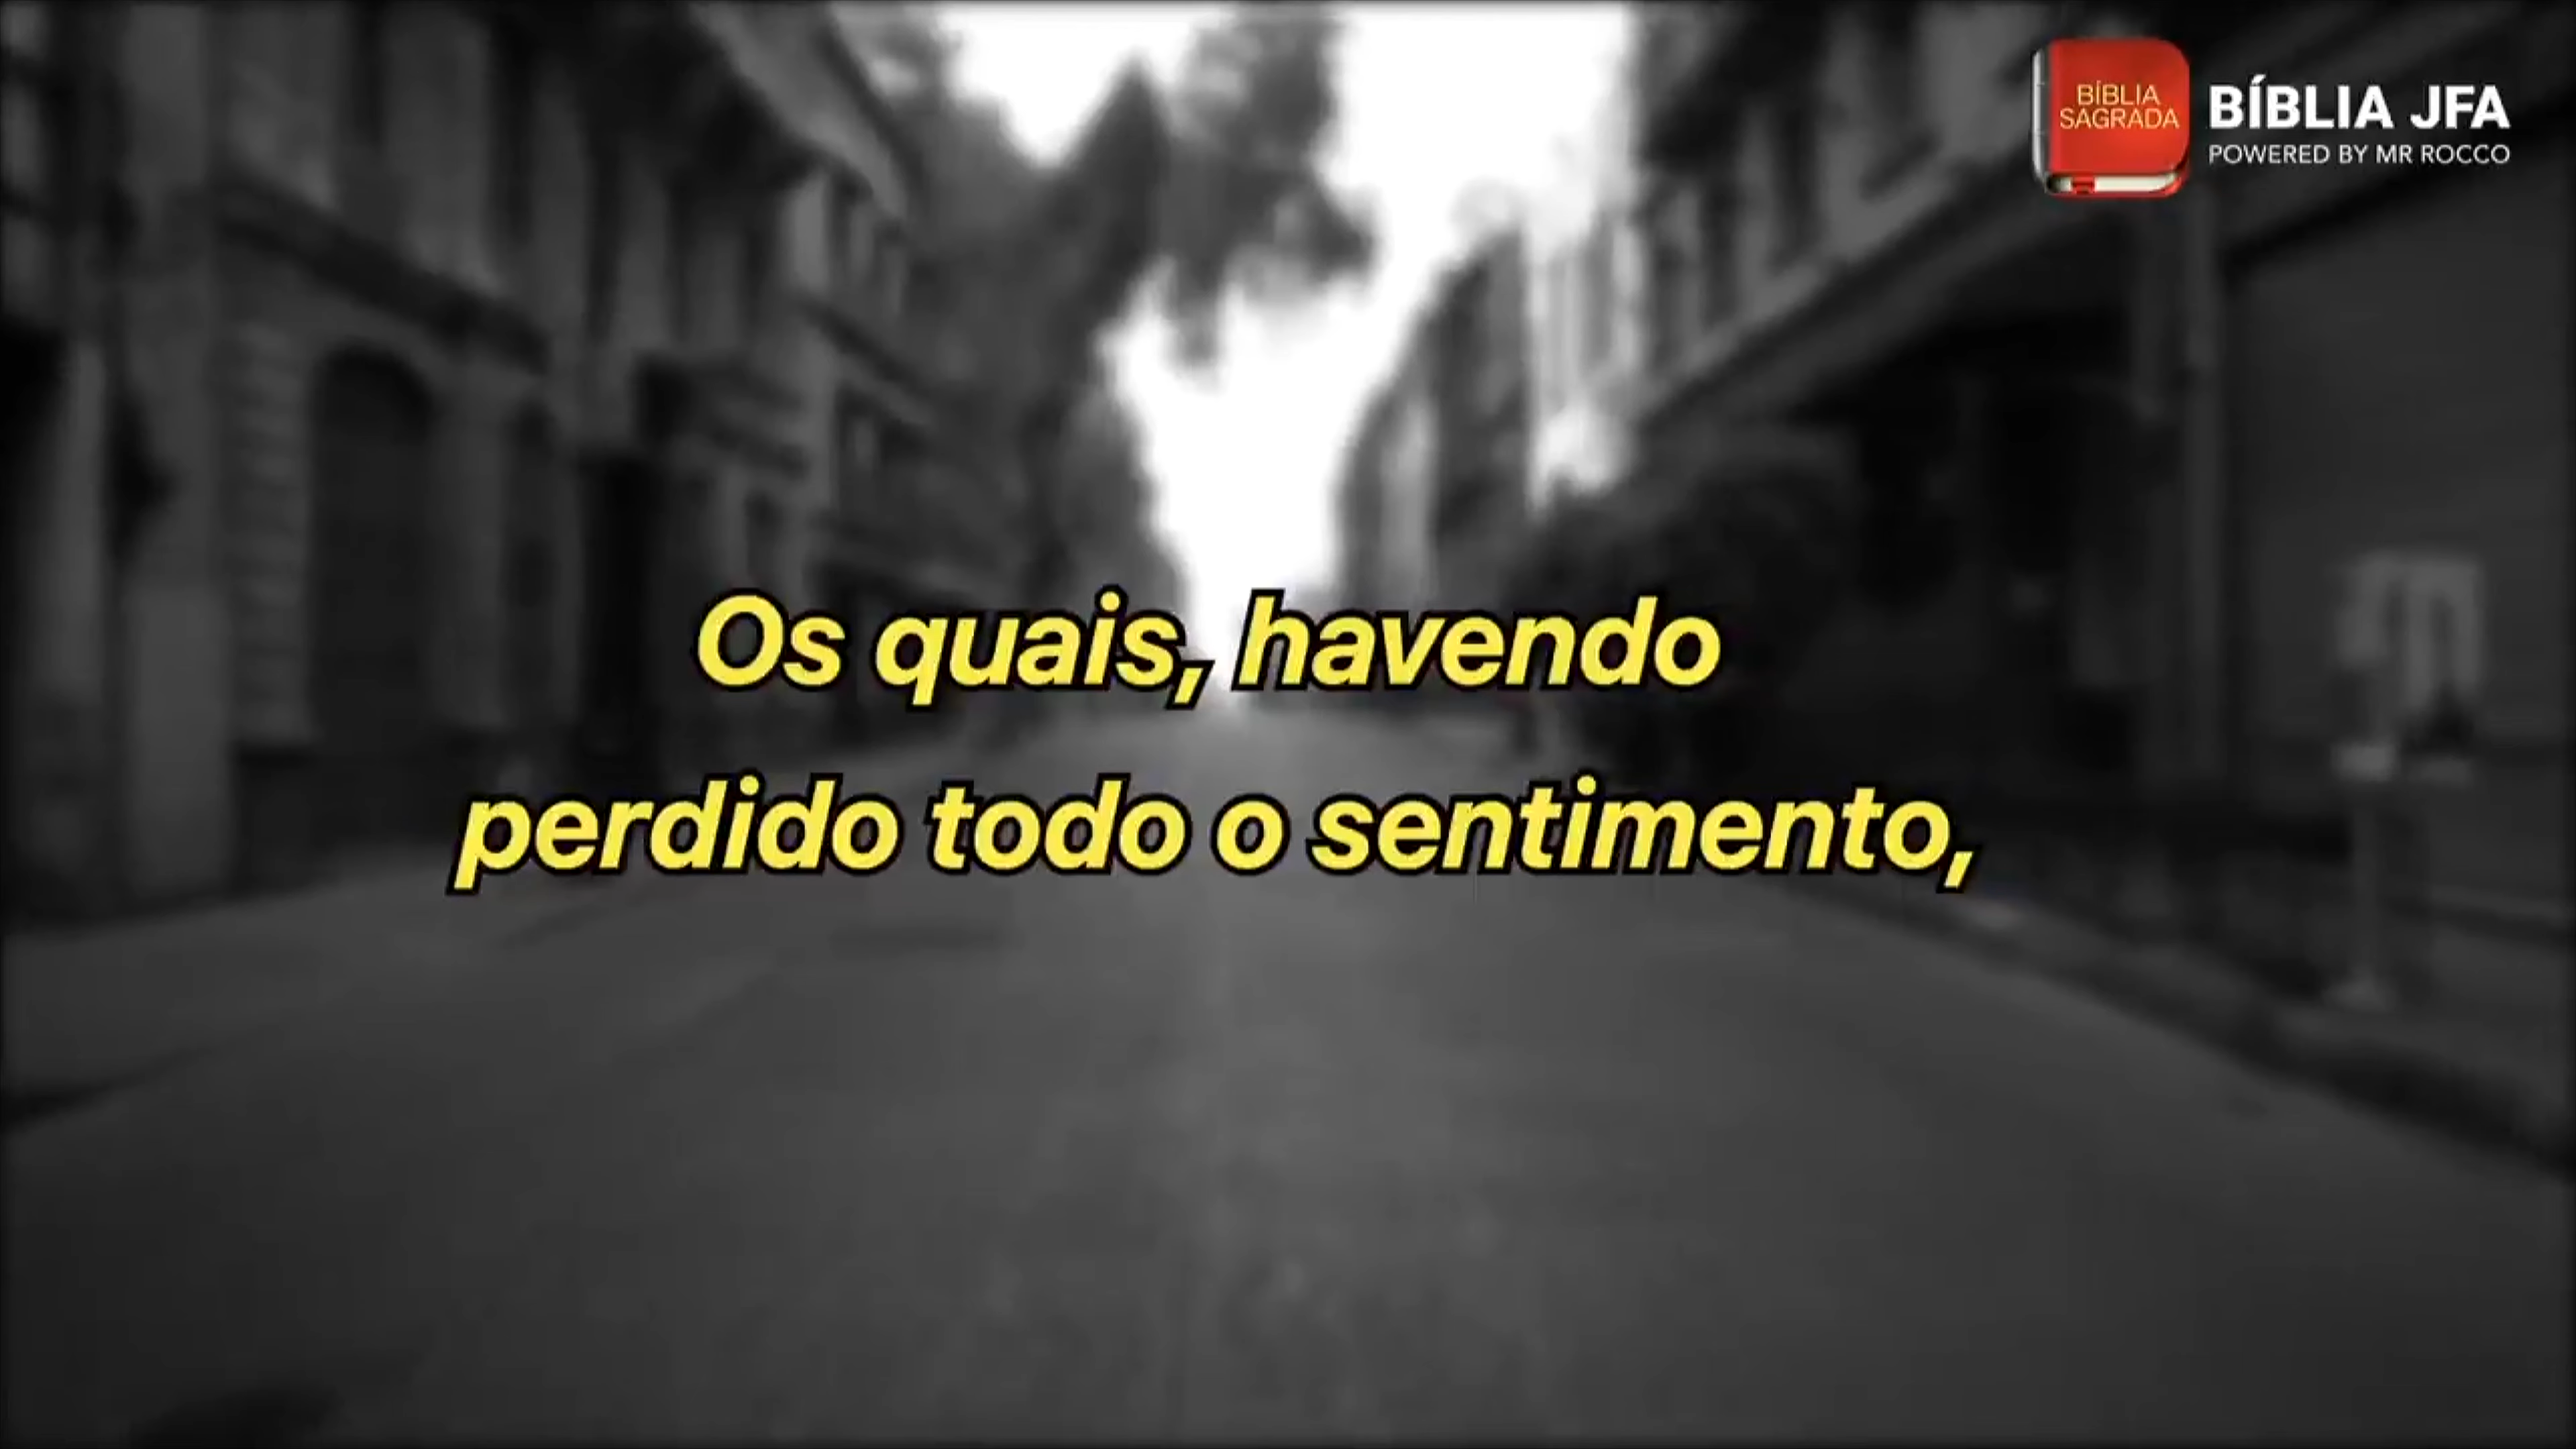 BÍBLIA
SAGRADA
BÍBLIA JFA
POWERED BY MR ROCCO
Os quais, havendo
perdido todo o sentimento,